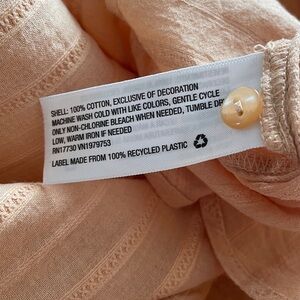 SHELL: 100% COTTON, EXCLUSIVE OF DECORATION
MACHINE WASH COLD WITH LIKE COLORS, GENTLE CYCLE
ONLY NON-CHLORINE BLEACH WHEN NEEDED, TUMBLE DRY
LOW, WARM IRON IF NEEDED
RN17730 VN1979753
LABEL MADE FROM 100% RECYCLED PLASTIC